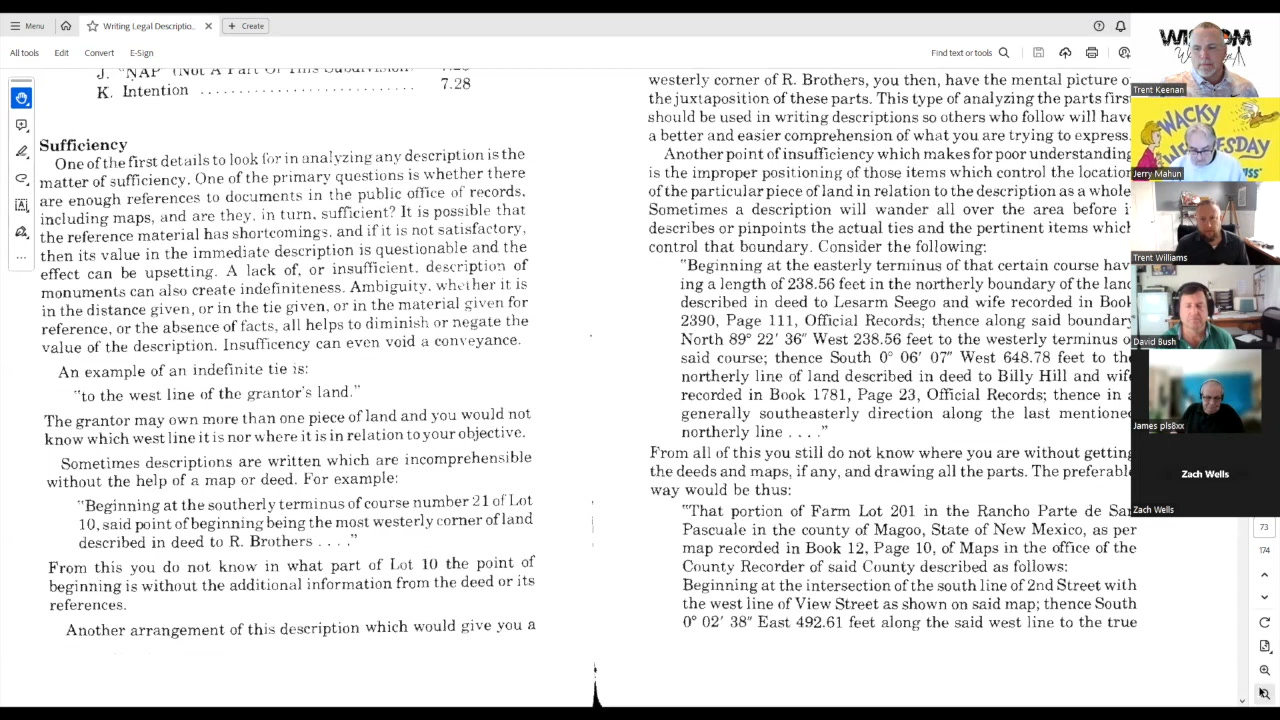 Menu
Writing Legal Descriptio...
Create
All tools
Edit
Convert
E-Sign
Find text or tools
J. "NAP" (Not A Part Of This Subdivision
K. Intention .............................. 7.28
Sufficiency
One of the first details to look for in analyzing any description is the
matter of sufficiency. One of the primary questions is whether there
are enough references to documents in the public office of records,
including maps, and are they, in turn, sufficient? It is possible that
the reference material has shortcomings, and if it is not satisfactory,
then its value in the immediate description is questionable and the
effect can be upsetting. A lack of, or insufficient, description of
monuments can also create indefiniteness. Ambiguity, whether it is
in the distance given, or in the tie given, or in the material given for
reference, or the absence of facts, all helps to diminish or negate the
value of the description. Insufficency can even void a conveyance.
An example of an indefinite tie is:
"to the west line of the grantor's land."
The grantor may own more than one piece of land and you would not
know which west line it is nor where it is in relation to your objective.
Sometimes descriptions are written which are incomprehensible
without the help of a map or deed. For example:
"Beginning at the southerly terminus of course number 21 of Lot
10, said point of beginning being the most westerly corner of land
described in deed to R. Brothers . . . ."
From this you do not know in what part of Lot 10 the point of
beginning is without the additional information from the deed or its
references.
Another arrangement of this description which would give you a
westerly corner of R. Brothers, you then, have the mental picture o
the juxtaposition of these parts. This type of analyzing the parts first
should be used in writing descriptions so others who follow will have
a better and easier comprehension of what you are trying to express.
Another point of insufficiency which makes for poor understanding
is the improper positioning of those items which control the location
of the particular piece of land in relation to the description as a whole
Sometimes a description will wander all over the area before i
describes or pinpoints the actual ties and the pertinent items which
control that boundary. Consider the following:
"Beginning at the easterly terminus of that certain course hav
ing a length of 238.56 feet in the northerly boundary of the land
described in deed to Lesarm Seego and wife recorded in Book
2390, Page 111, Official Records; thence along said boundary
North 89° 22' 36" West 238.56 feet to the westerly terminus o
said course; thence South 0° 06' 07" West 648.78 feet to the
northerly line of land described in deed to Billy Hill and wife
recorded in Book 1781, Page 23, Official Records; thence in a
generally southeasterly direction along the last mentioned
northerly line . . . ."
From all of this you still do not know where you are without getting
the deeds and maps, if any, and drawing all the parts. The preferable
way would be thus:
"That portion of Farm Lot 201 in the Rancho Parte de San
Pascuale in the county of Magoo, State of New Mexico, as per
map recorded in Book 12, Page 10, of Maps in the office of the
County Recorder of said County described as follows:
Beginning at the intersection of the south line of 2nd Street with
the west line of View Street as shown on said map; thence South
0° 02' 38" East 492.61 feet along the said west line to the true
Trent Keenan
WACKY
Jerry Mahun
Trent Williams
David Bush
James pls8xx
Zach Wells
Zach Wells
73
174